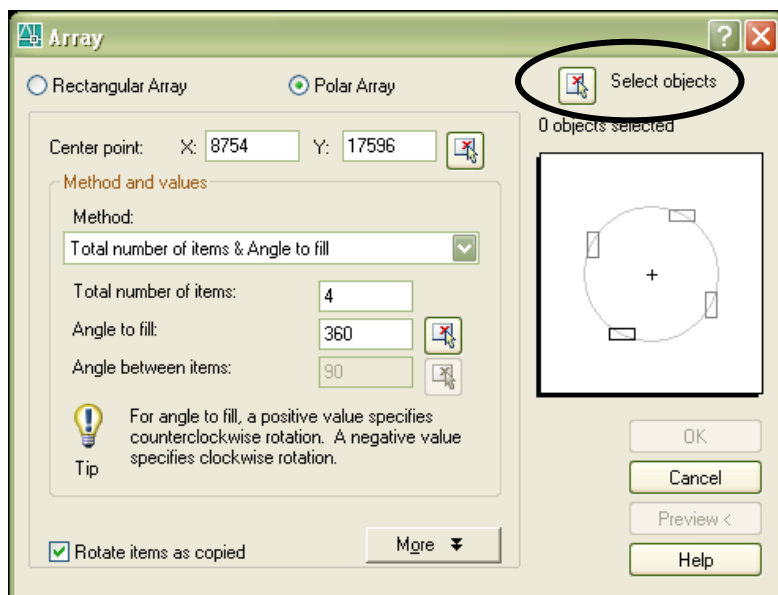 Array
Rectangular Array
Polar Array
Select objects
0 objects selected
Center point: X: 8754 Y: 17596
Method and values
Method:
Total number of items & Angle to fill
Total number of items: 4
Angle to fill: 360
Angle between items: 90
For angle to fill, a positive value specifies
counterclockwise rotation. A negative value
specifies clockwise rotation.
Tip
Rotate items as copied
More
OK
Cancel
Preview <
Help